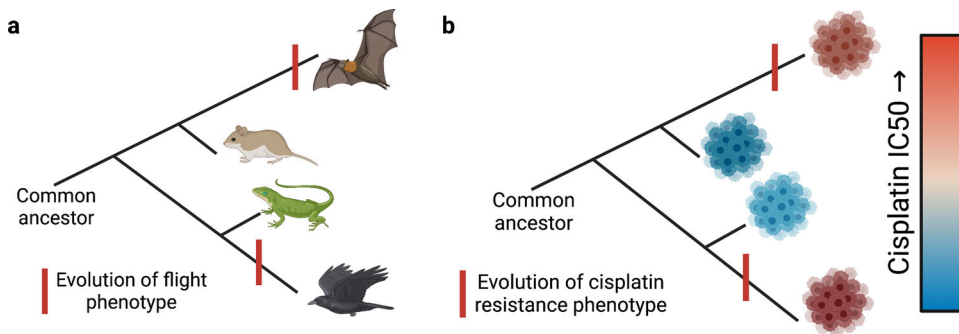 a
Common
ancestor
Evolution of flight
phenotype
b
Common
ancestor
Evolution of cisplatin
resistance phenotype
Cisplatin IC50 →